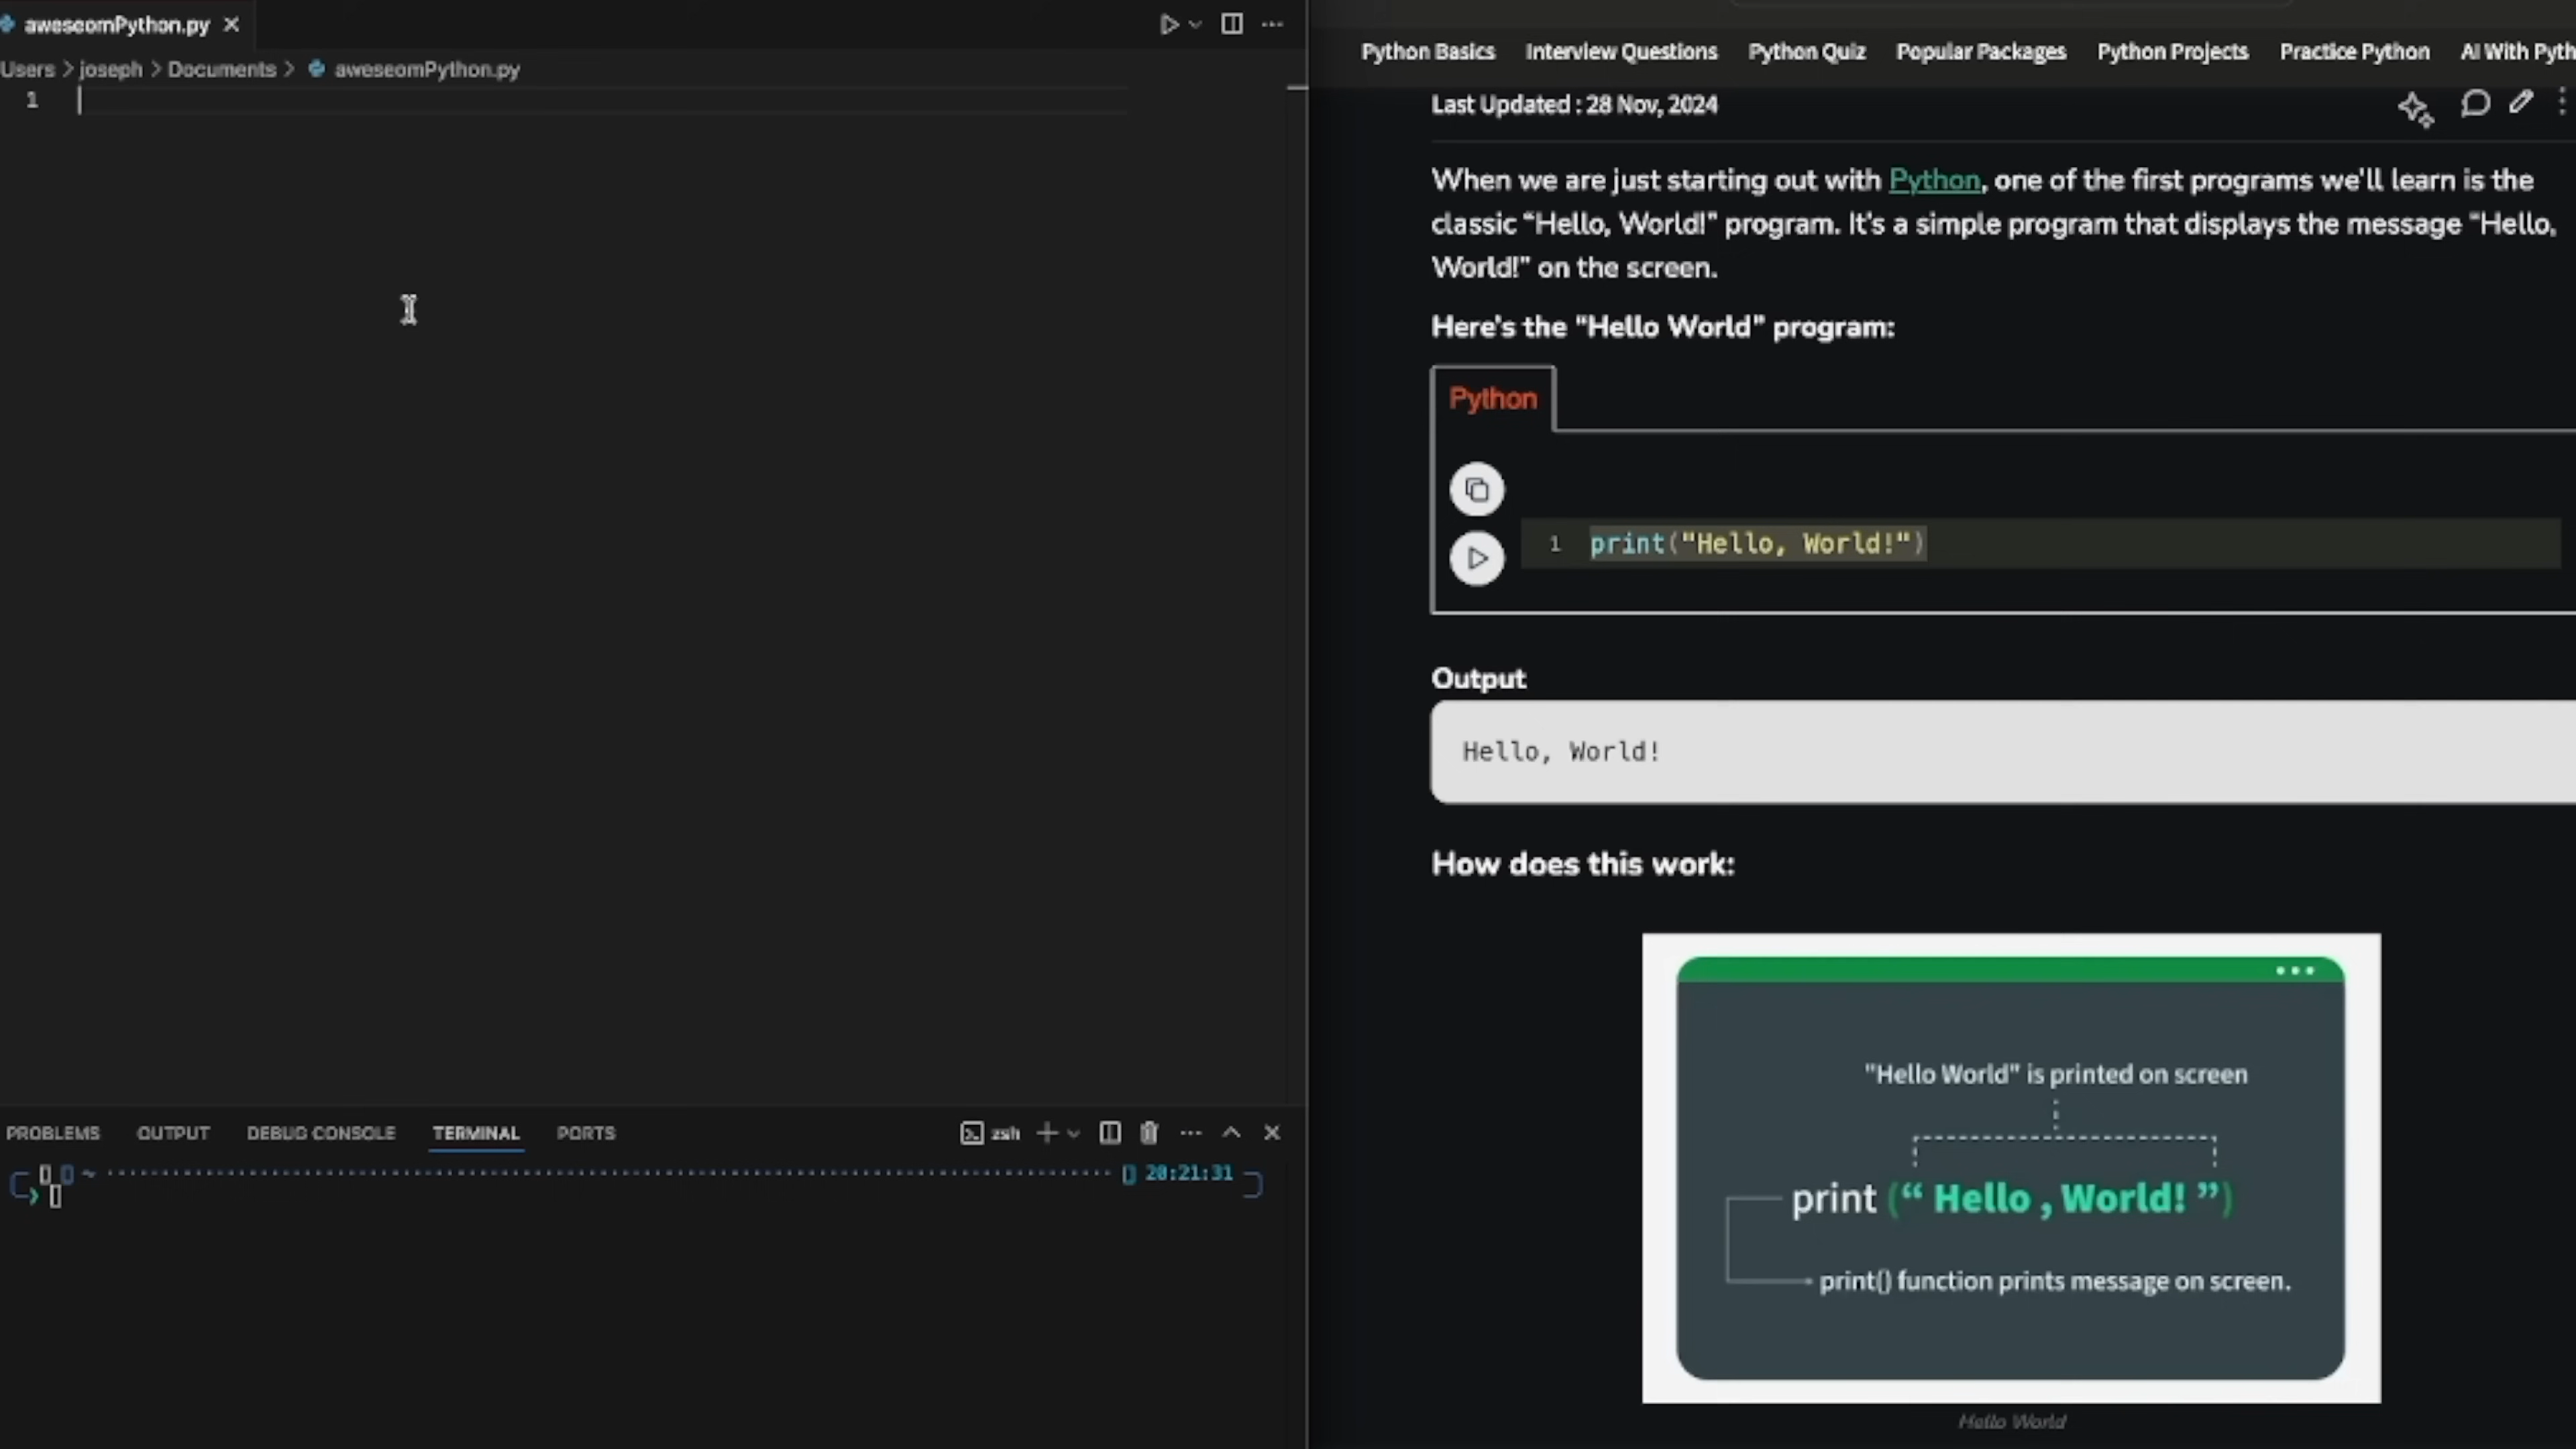 aweseomPython.py
Users > joseph > Documents > aweseomPython.py
1
PROBLEMS OUTPUT DEBUG CONSOLE TERMINAL PORTS
zsh
~ 20:21:31
Python Basics Interview Questions Python Quiz Popular Packages Python Projects Practice Python AI With Pyth
Last Updated : 28 Nov, 2024
When we are just starting out with Python, one of the first programs we'll learn is the
classic “Hello, World!” program. It's a simple program that displays the message “Hello,
World!” on the screen.
Here's the “Hello World” program:
Python
1 print("Hello, World!")
Output
Hello, World!
How does this work:
"Hello World" is printed on screen
print (“ Hello , World! ”)
print() function prints message on screen.
Hello World